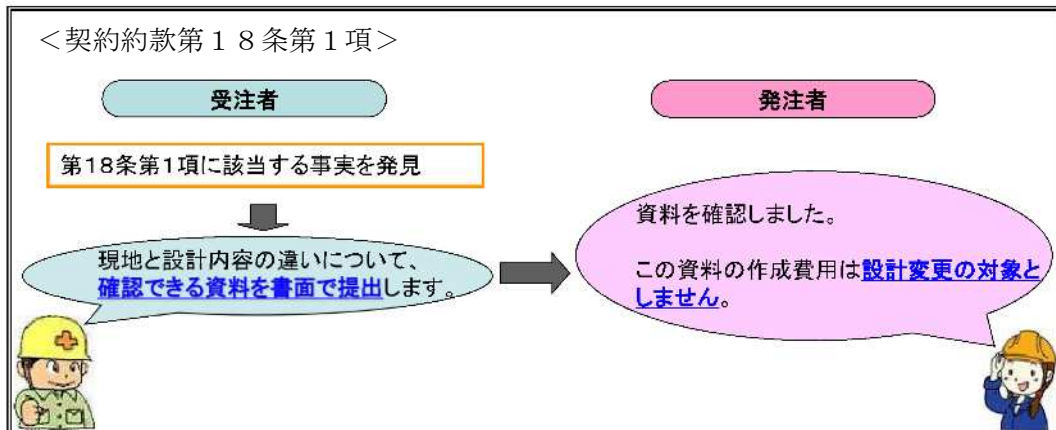 ＜契約約款第１８条第１項＞
受注者
発注者
第18条第1項に該当する事実を発見
現地と設計内容の違いについて、
確認できる資料を書面で提出します。
資料を確認しました。
この資料の作成費用は設計変更の対象と
しません。